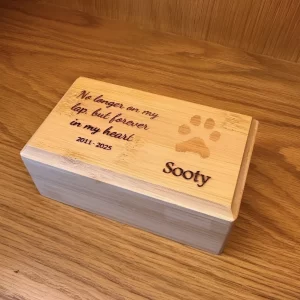 No longer on my
lap, but forever
in my heart
2011-2025
Sooty